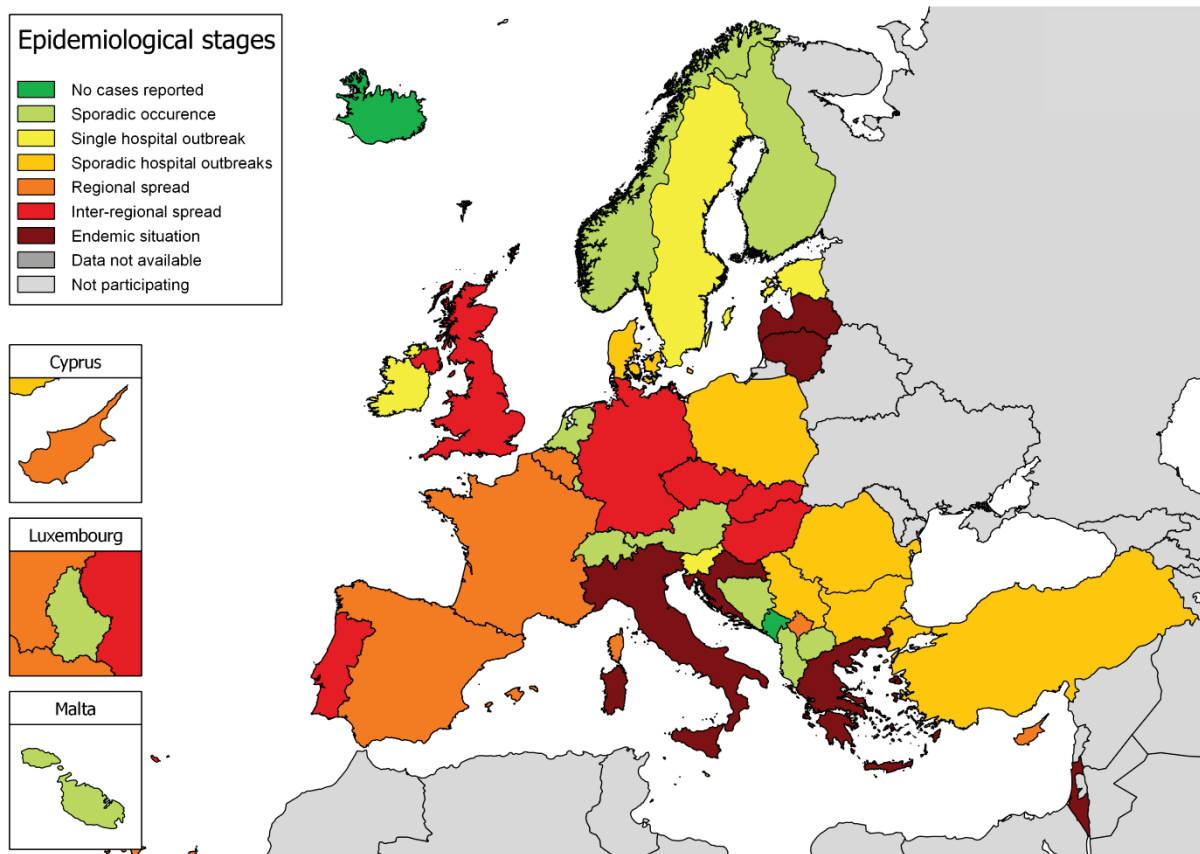 Epidemiological stages
No cases reported
Sporadic occurence
Single hospital outbreak
Sporadic hospital outbreaks
Regional spread
Inter-regional spread
Endemic situation
Data not available
Not participating
Cyprus
Luxembourg
Malta